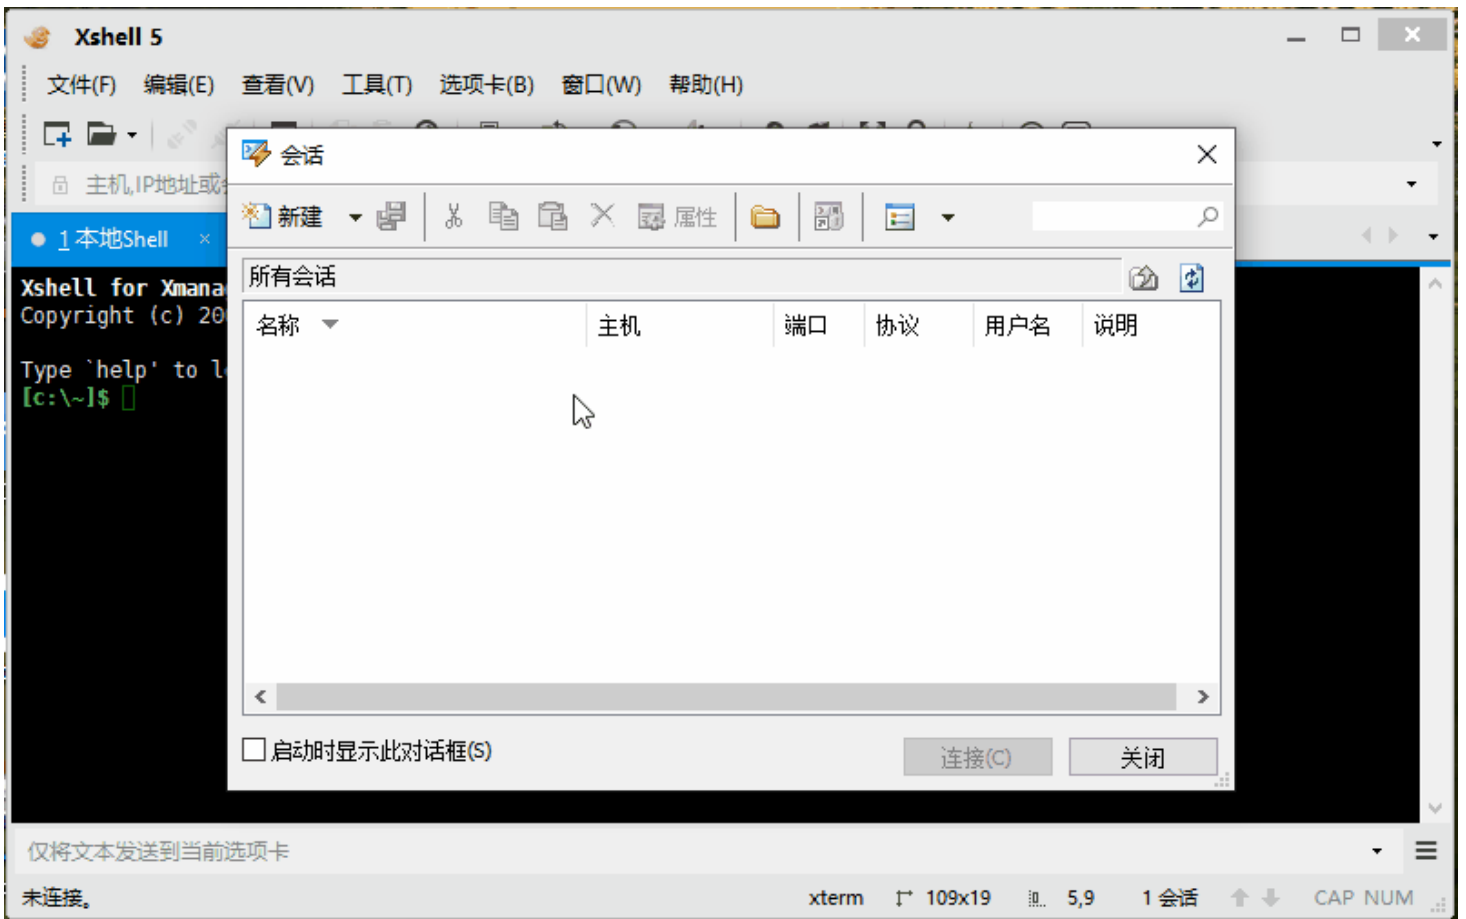 Xshell 5
文件(F) 编辑(E) 查看(V) 工具(T) 选项卡(B) 窗口(W) 帮助(H)
主机,IP地址或
1 本地Shell ×
会话
新建 属性
所有会话
名称 主机 端口 协议 用户名 说明
Xshell for Xmana
Copyright (c) 20
Type `help' to l
[c:\~]$
启动时显示此对话框(S)
连接(C) 关闭
仅将文本发送到当前选项卡
未连接。 xterm 109x19 5,9 1 会话 CAP NUM